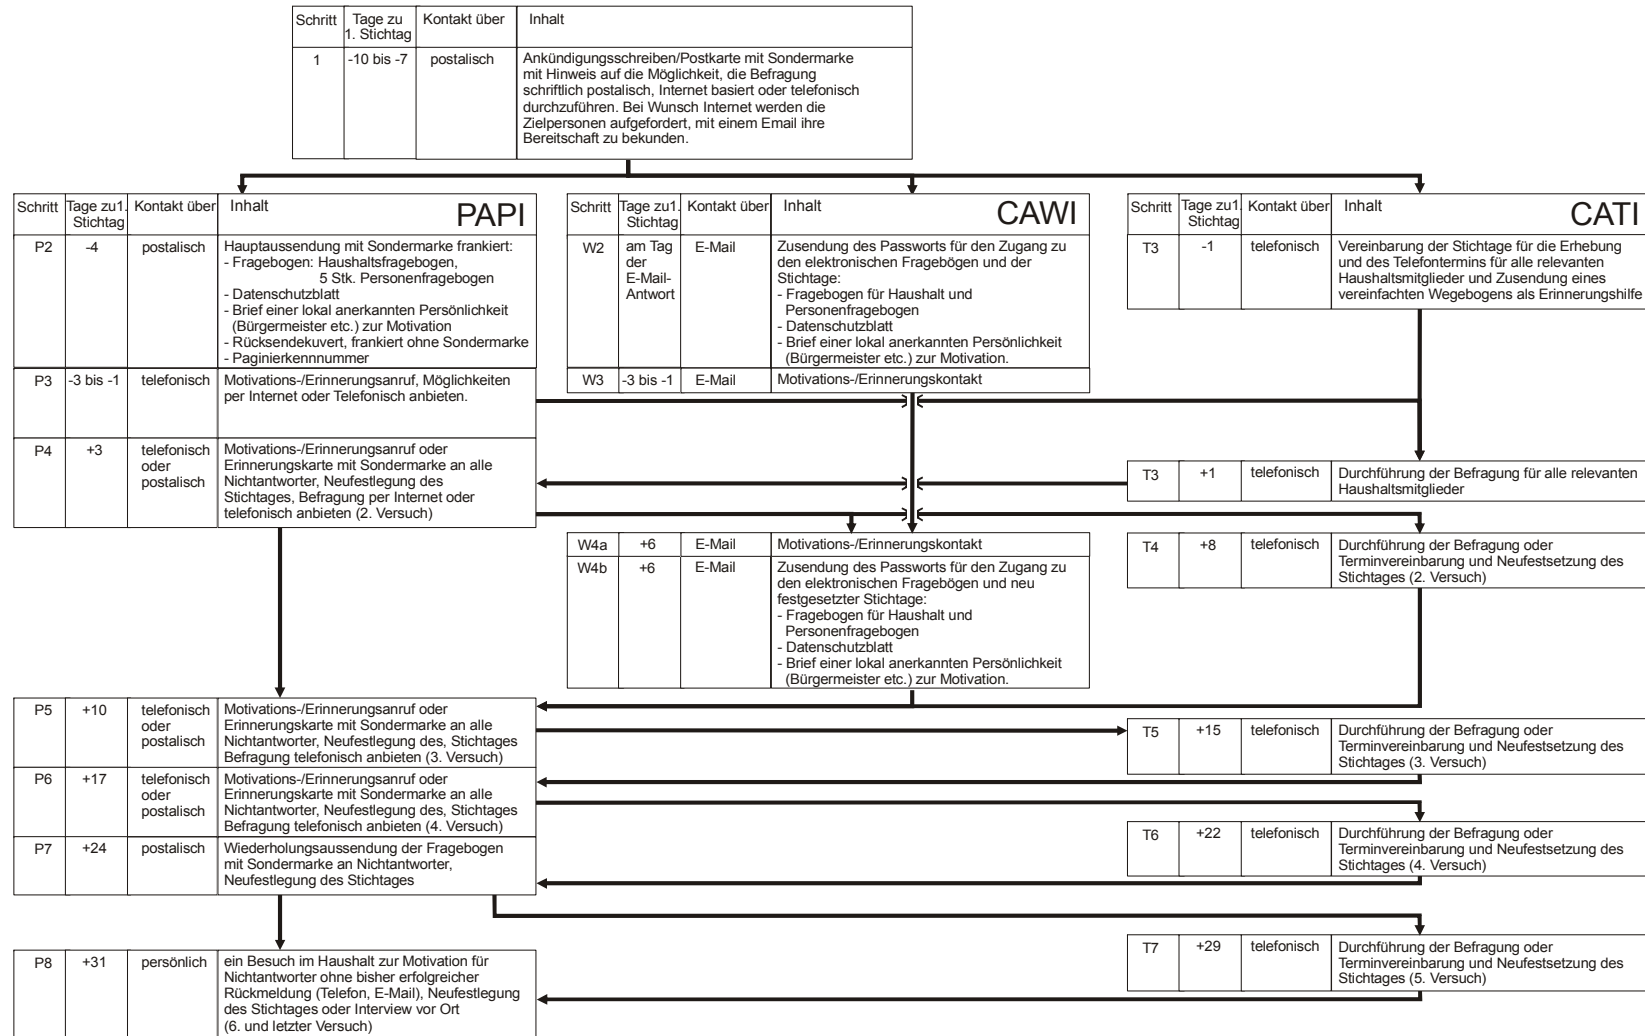 Schritt
Tage zu
1. Stichtag
Kontakt über
Inhalt
1
-10 bis -7
postalisch
Ankündigungsschreiben/Postkarte mit Sondermarke
mit Hinweis auf die Möglichkeit, die Befragung
schriftlich postalisch, Internet basiert oder telefonisch
durchzuführen. Bei Wunsch Internet werden die
Zielpersonen aufgefordert, mit einem Email ihre
Bereitschaft zu bekunden.
Schritt
Tage zu1.
Stichtag
Kontakt über
Inhalt
PAPI
P2
-4
postalisch
Hauptaussendung mit Sondermarke frankiert:
- Fragebogen: Haushaltsfragebogen,
5 Stk. Personenfragebogen
- Datenschutzblatt
- Brief einer lokal anerkannten Persönlichkeit
(Bürgermeister etc.) zur Motivation
- Rücksendekuvert, frankiert ohne Sondermarke
- Paginierkennnummer
P3
-3 bis -1
telefonisch
Motivations-/Erinnerungsanruf, Möglichkeiten
per Internet oder Telefonisch anbieten.
P4
+3
telefonisch
oder
postalisch
Motivations-/Erinnerungsanruf oder
Erinnerungskarte mit Sondermarke an alle
Nichtantworter, Neufestlegung des
Stichtages, Befragung per Internet oder
telefonisch anbieten (2. Versuch)
Schritt
Tage zu1.
Stichtag
Kontakt über
Inhalt
CAWI
W2
am Tag
der
E-Mail-
Antwort
E-Mail
Zusendung des Passworts für den Zugang zu
den elektronischen Fragebögen und der
Stichtage:
- Fragebogen für Haushalt und
Personenfragebogen
- Datenschutzblatt
- Brief einer lokal anerkannten Persönlichkeit
(Bürgermeister etc.) zur Motivation.
W3
-3 bis -1
E-Mail
Motivations-/Erinnerungskontakt
Schritt
Tage zu1.
Stichtag
Kontakt über
Inhalt
CATI
T3
-1
telefonisch
Vereinbarung der Stichtage für die Erhebung
und des Telefontermins für alle relevanten
Haushaltsmitglieder und Zusendung eines
vereinfachten Wegebogens als Erinnerungshilfe
T3
+1
telefonisch
Durchführung der Befragung für alle relevanten
Haushaltsmitglieder
W4a
+6
E-Mail
Motivations-/Erinnerungskontakt
W4b
+6
E-Mail
Zusendung des Passworts für den Zugang zu
den elektronischen Fragebögen und neu
festgesetzter Stichtage:
- Fragebogen für Haushalt und
Personenfragebogen
- Datenschutzblatt
- Brief einer lokal anerkannten Persönlichkeit
(Bürgermeister etc.) zur Motivation.
T4
+8
telefonisch
Durchführung der Befragung oder
Terminvereinbarung und Neufestsetzung des
Stichtages (2. Versuch)
P5
+10
telefonisch
oder
postalisch
Motivations-/Erinnerungsanruf oder
Erinnerungskarte mit Sondermarke an alle
Nichtantworter, Neufestlegung des, Stichtages
Befragung telefonisch anbieten (3. Versuch)
P6
+17
telefonisch
oder
postalisch
Motivations-/Erinnerungsanruf oder
Erinnerungskarte mit Sondermarke an alle
Nichtantworter, Neufestlegung des, Stichtages
Befragung telefonisch anbieten (4. Versuch)
P7
+24
postalisch
Wiederholungsaussendung der Fragebogen
mit Sondermarke an Nichtantworter,
Neufestlegung des Stichtages
T5
+15
telefonisch
Durchführung der Befragung oder
Terminvereinbarung und Neufestsetzung des
Stichtages (3. Versuch)
T6
+22
telefonisch
Durchführung der Befragung oder
Terminvereinbarung und Neufestsetzung des
Stichtages (4. Versuch)
P8
+31
persönlich
ein Besuch im Haushalt zur Motivation für
Nichtantworter ohne bisher erfolgreicher
Rückmeldung (Telefon, E-Mail), Neufestlegung
des Stichtages oder Interview vor Ort
(6. und letzter Versuch)
T7
+29
telefonisch
Durchführung der Befragung oder
Terminvereinbarung und Neufestsetzung des
Stichtages (5. Versuch)